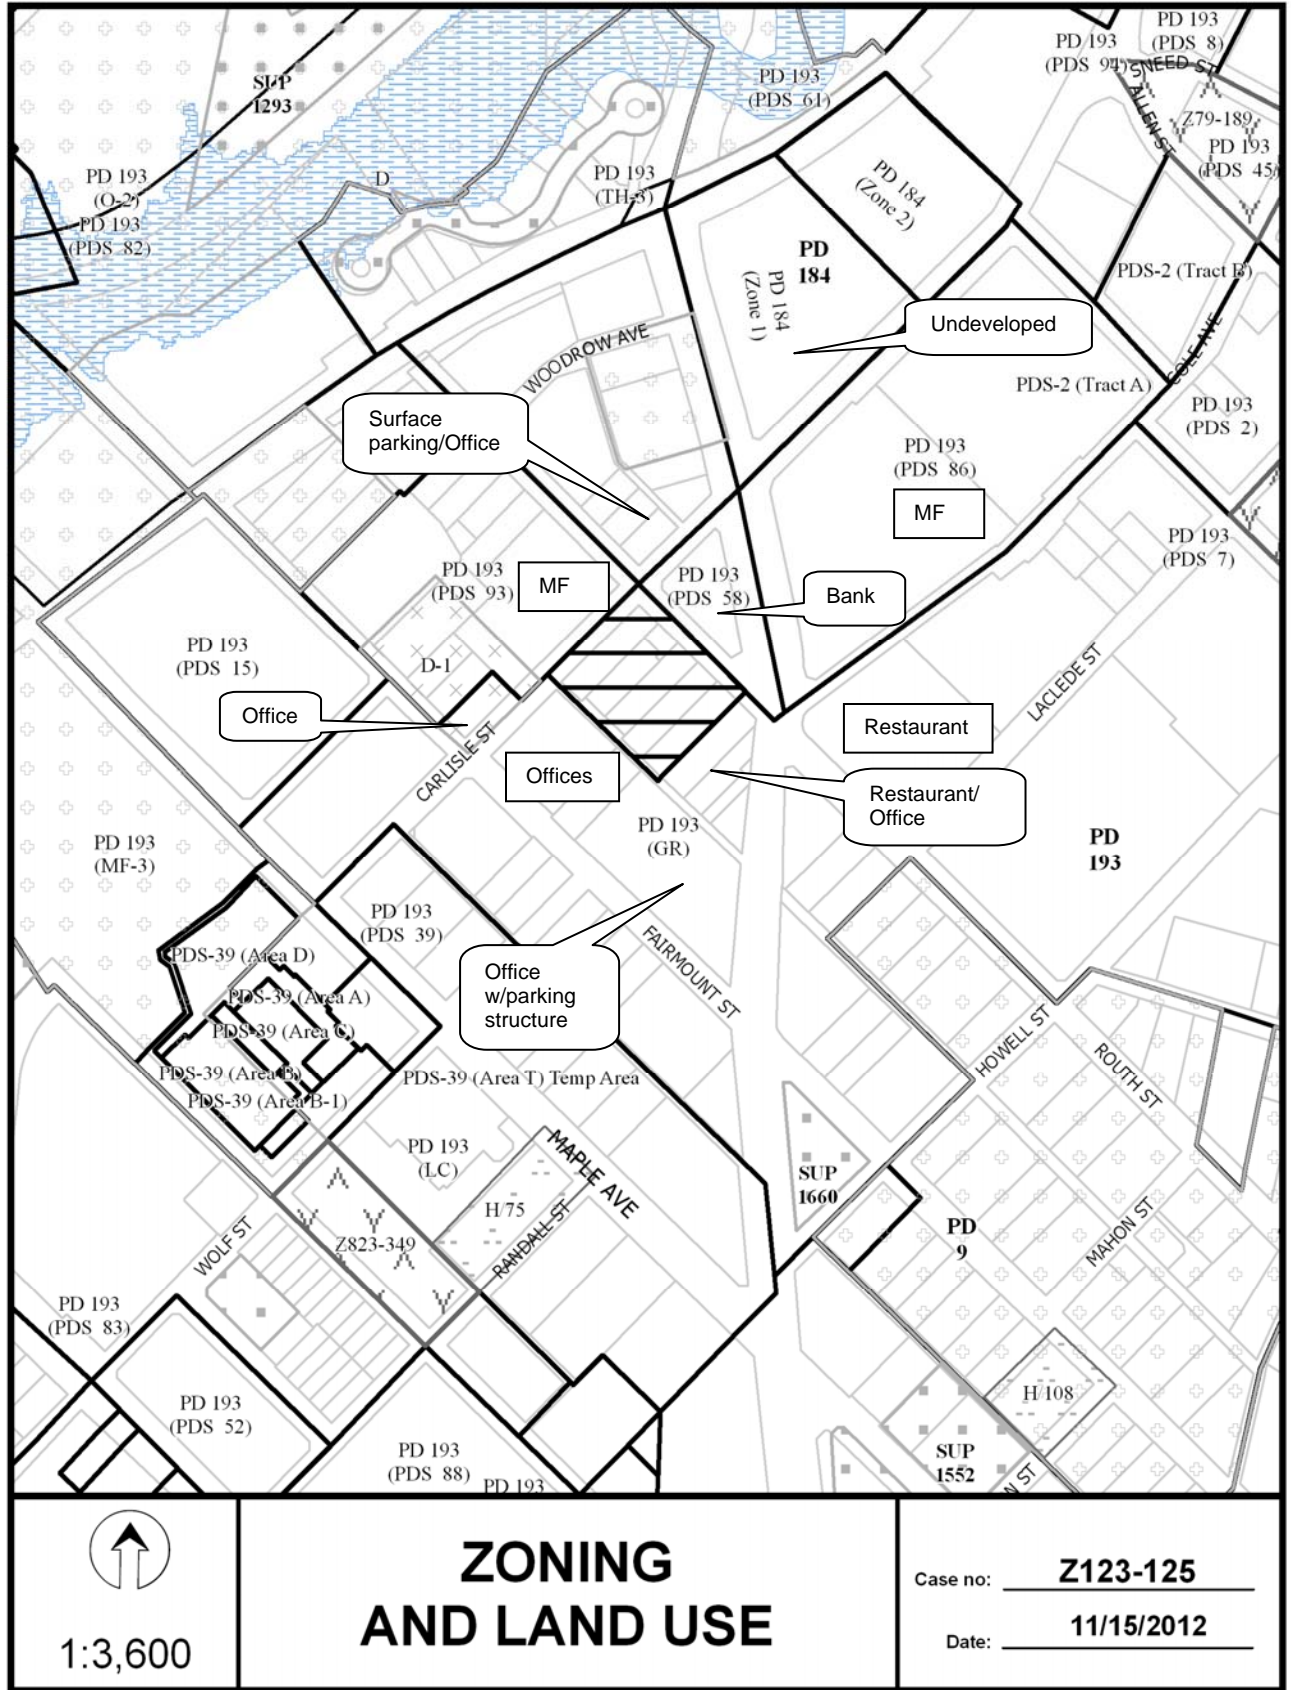 PD 193
(PDS 8)
PD 193
(PDS 94)
SNEED ST
ALLEN ST
Z79-189
PD 193
(PDS 45)
SUP
1293
PD 193
(PDS 61)
PD 193
(O-2)
PD 193
(PDS 82)
D
PD 193
(TH-3)
PD 184
(Zone 2)
PD
184
PD 184
(Zone 1)
PDS-2 (Tract B)
Undeveloped
COLE AVE
WOODROW AVE
PDS-2 (Tract A)
PD 193
(PDS 2)
Surface
parking/Office
PD 193
(PDS 86)
MF
PD 193
(PDS 7)
PD 193
(PDS 93)
MF
PD 193
(PDS 58)
Bank
PD 193
(PDS 15)
D-1
LACLEDE ST
Office
CARLISLE ST
Restaurant
Offices
Restaurant/
Office
PD 193
(GR)
PD 193
(MF-3)
PD
193
PD 193
(PDS 39)
PDS-39 (Area D)
FAIRMOUNT ST
Office
w/parking
structure
PDS-39 (Area A)
PDS-39 (Area C)
HOWELL ST
ROUTH ST
PDS-39 (Area B)
PDS-39 (Area T) Temp Area
PDS-39 (Area B-1)
PD 193
(LC)
MAPLE AVE
SUP
1660
H/75
RANDALL ST
Z823-349
WOLF ST
PD
9
MAHON ST
PD 193
(PDS 83)
PD 193
(PDS 52)
H/108
PD 193
(PDS 88)
PD 193
SUP
1552
N ST
1:3,600
ZONING
AND LAND USE
Case no: Z123-125
Date: 11/15/2012